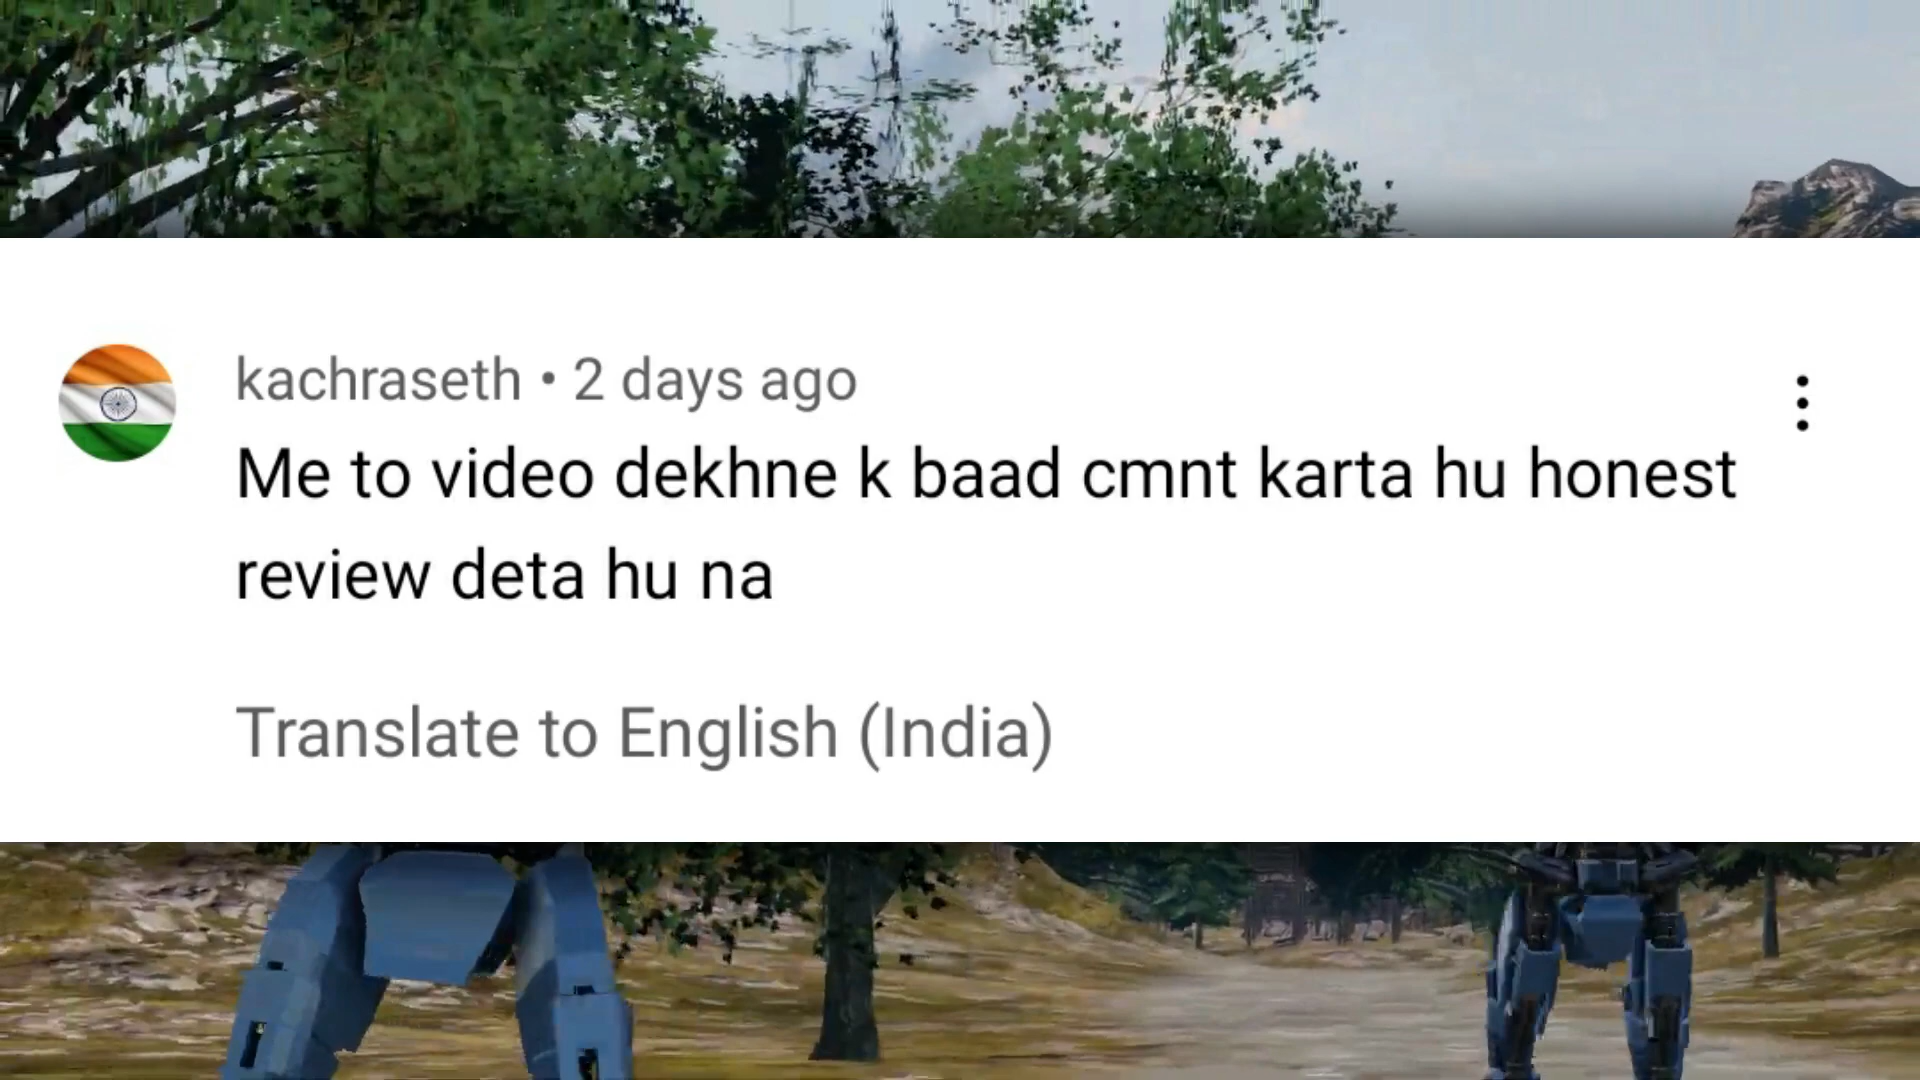 kachraseth • 2 days ago
Me to video dekhne k baad cmnt karta hu honest
review deta hu na
Translate to English (India)